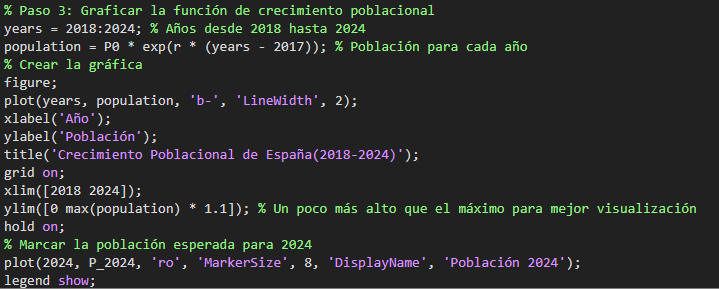 % Paso 3: Graficar la función de crecimiento poblacional
years = 2018:2024; % Años desde 2018 hasta 2024
population = P0 * exp(r * (years - 2017)); % Población para cada año
% Crear la gráfica
figure;
plot(years, population, 'b-', 'LineWidth', 2);
xlabel('Año');
ylabel('Población');
title('Crecimiento Poblacional de España(2018-2024)');
grid on;
xlim([2018 2024]);
ylim([0 max(population) * 1.1]); % Un poco más alto que el máximo para mejor visualización
hold on;
% Marcar la población esperada para 2024
plot(2024, P_2024, 'ro', 'MarkerSize', 8, 'DisplayName', 'Población 2024');
legend show;